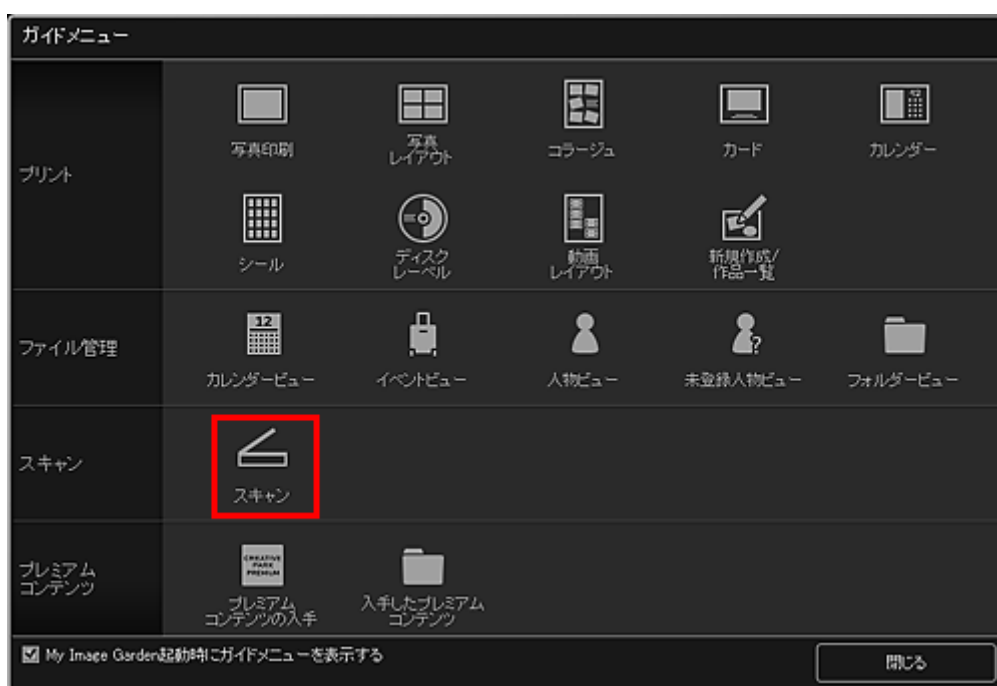 ガイドメニュー
プリント
写真印刷
写真
レイアウト
コラージュ
カード
カレンダー
シール
ディスク
レーベル
動画
レイアウト
新規作成/
作品一覧
ファイル管理
12
カレンダービュー
イベントビュー
人物ビュー
?
未登録人物ビュー
フォルダービュー
スキャン
スキャン
プレミアム
コンテンツ
CREATIVE
PARK
PREMIUM
プレミアム
コンテンツの入手
入手したプレミアム
コンテンツ
My Image Garden起動時にガイドメニューを表示する
閉じる